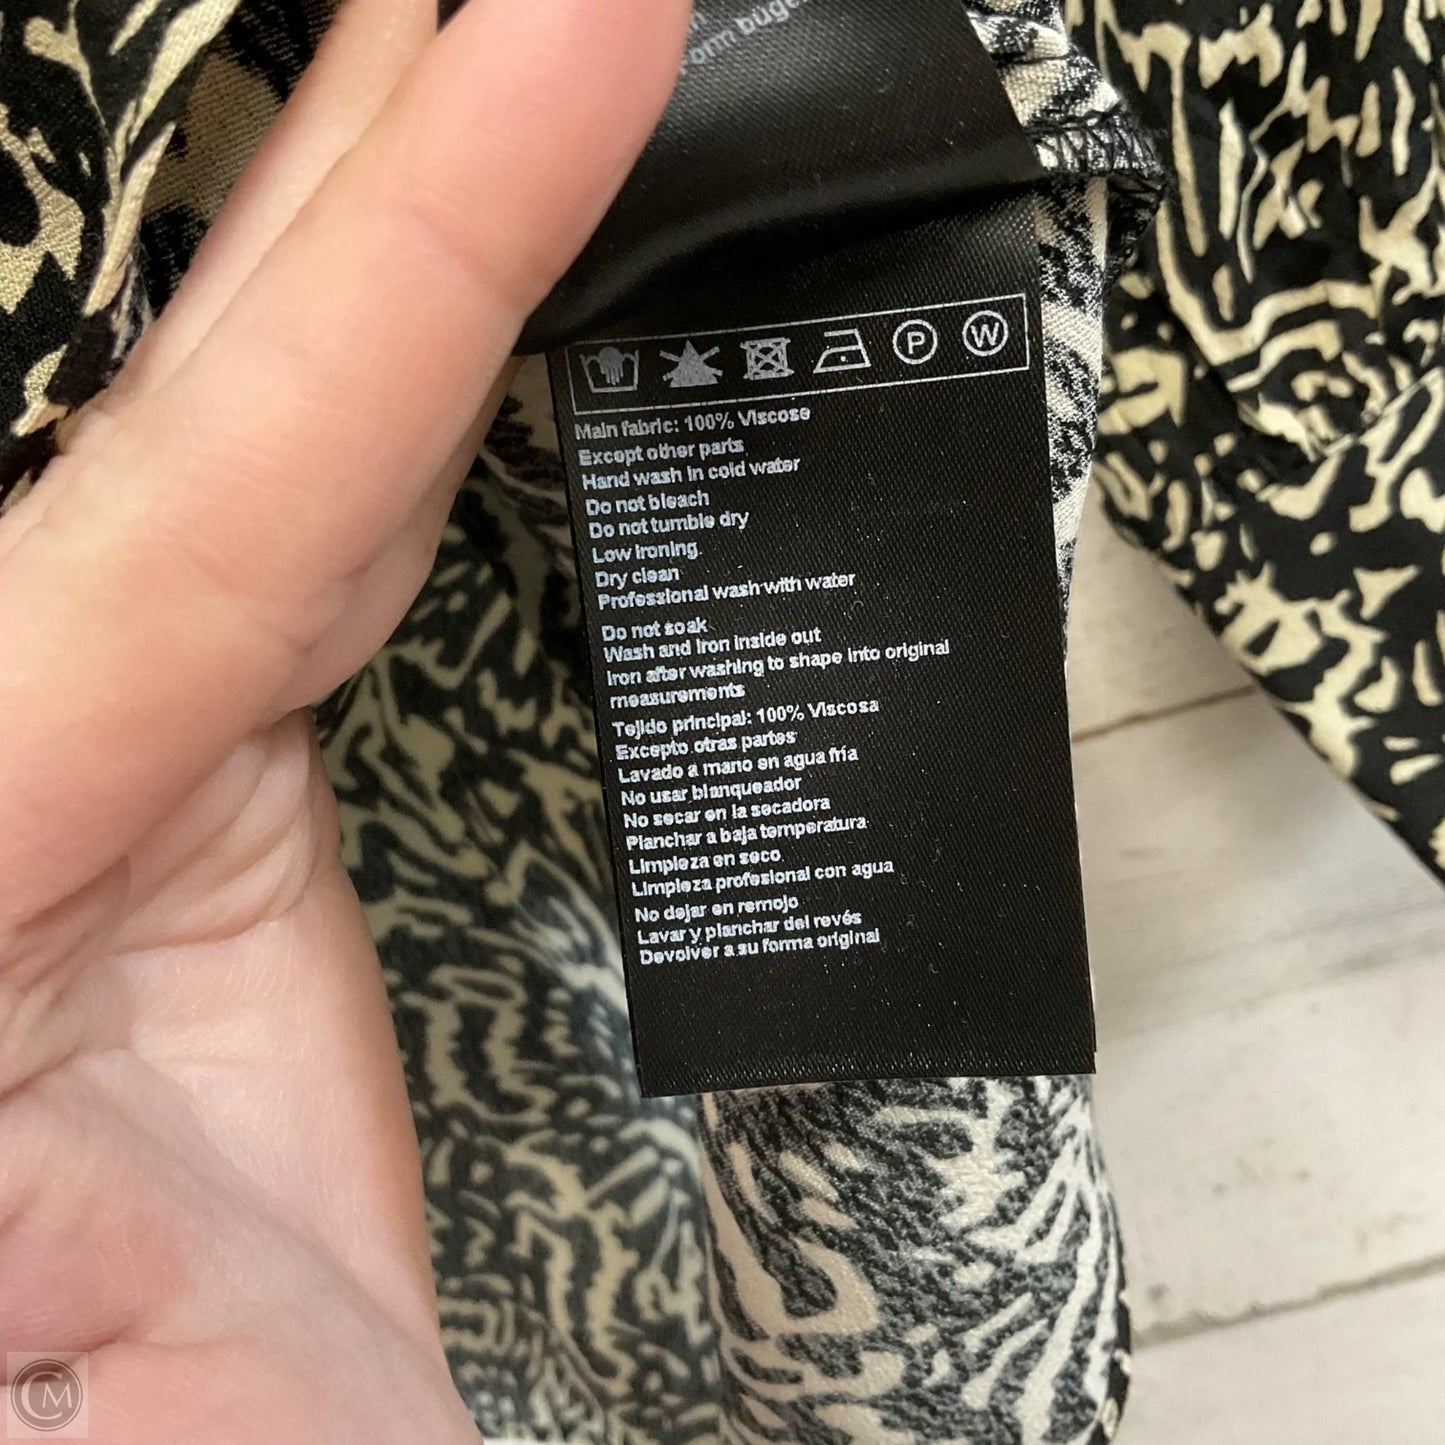 form büge
P W
Main fabric: 100% Viscose
Except other parts
Hand wash in cold water
Do not bleach
Do not tumble dry
Low ironing.
Dry clean
Professional wash with water
Do not soak
Wash and iron inside out
Iron after washing to shape into original
measurements
Tejido principal: 100% Viscosa
Excepto otras partes
Lavado a mano en agua fría
No usar blanqueador
No secar en la secadora
Planchar a baja temperatura
Limpieza en seco
Limpieza profesional con agua
No dejar en remojo
Lavar y planchar del revés
Devolver a su forma original
CM